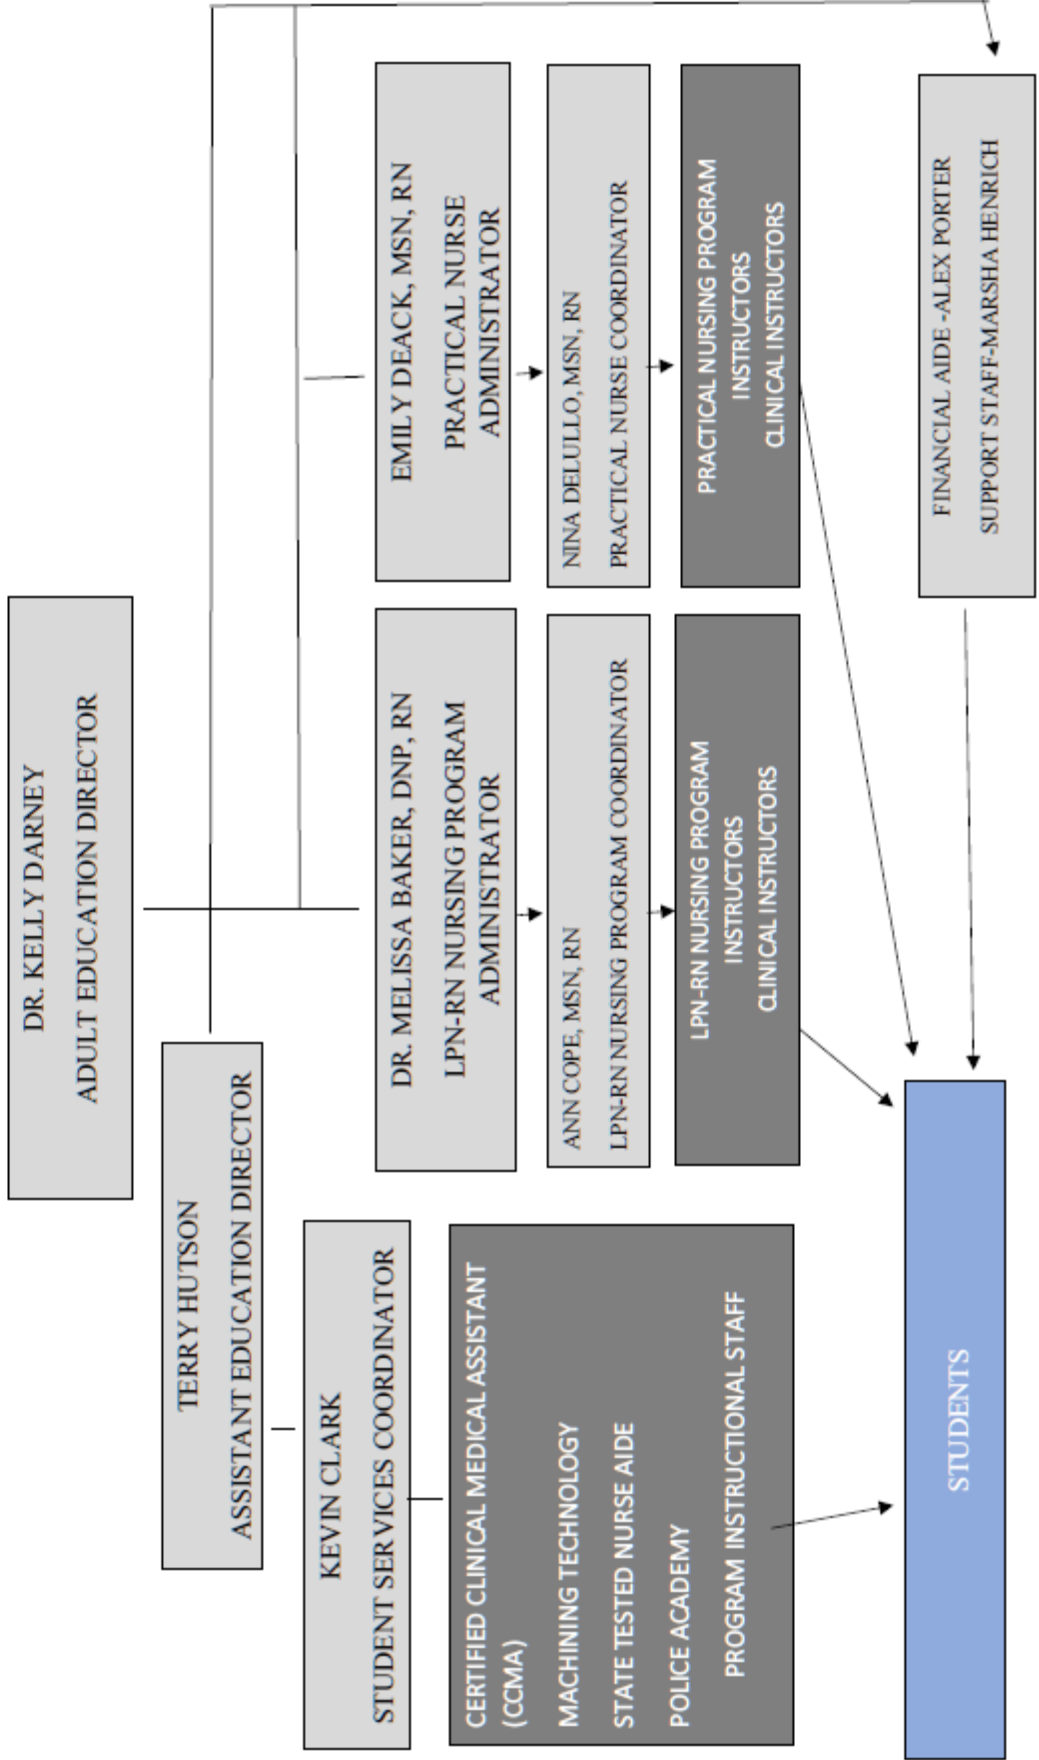 DR. KELLY DARNEY
ADULT EDUCATION DIRECTOR
TERRY HUTSON
ASSISTANT EDUCATION DIRECTOR
KEVIN CLARK
STUDENT SERVICES COORDINATOR
CERTIFIED CLINICAL MEDICAL ASSISTANT
(CCMA)
MACHINING TECHNOLOGY
STATE TESTED NURSE AIDE
POLICE ACADEMY
PROGRAM INSTRUCTIONAL STAFF
DR. MELISSA BAKER, DNP, RN
LPN-RN NURSING PROGRAM
ADMINISTRATOR
ANN COPE, MSN, RN
LPN-RN NURSING PROGRAM COORDINATOR
LPN-RN NURSING PROGRAM
INSTRUCTORS
CLINICAL INSTRUCTORS
EMILY DEACK, MSN, RN
PRACTICAL NURSE
ADMINISTRATOR
NINA DELULLO, MSN, RN
PRACTICAL NURSE COORDINATOR
PRACTICAL NURSING PROGRAM
INSTRUCTORS
CLINICAL INSTRUCTORS
FINANCIAL AIDE -ALEX PORTER
SUPPORT STAFF-MARSHA HENRICH
STUDENTS